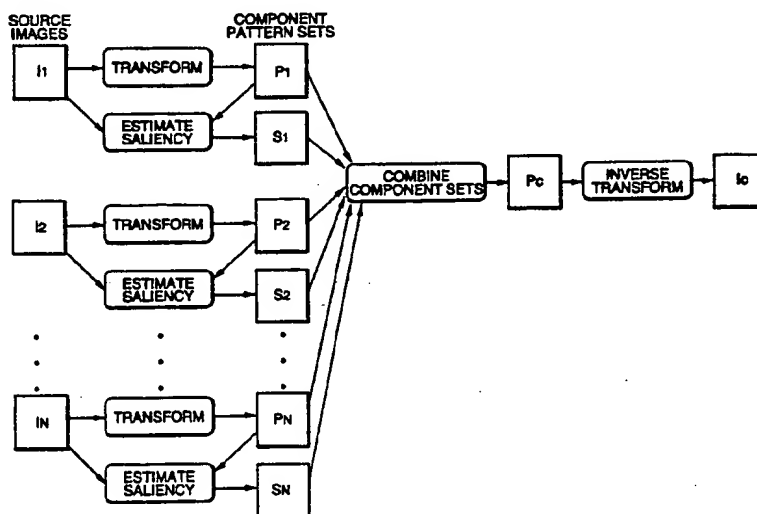 SOURCE
IMAGES
COMPONENT
PATTERN SETS
I1
TRANSFORM
P1
ESTIMATE
SALIENCY
S1
COMBINE
COMPONENT SETS
PC
INVERSE
TRANSFORM
IC
I2
TRANSFORM
P2
ESTIMATE
SALIENCY
S2
IN
TRANSFORM
PN
ESTIMATE
SALIENCY
SN